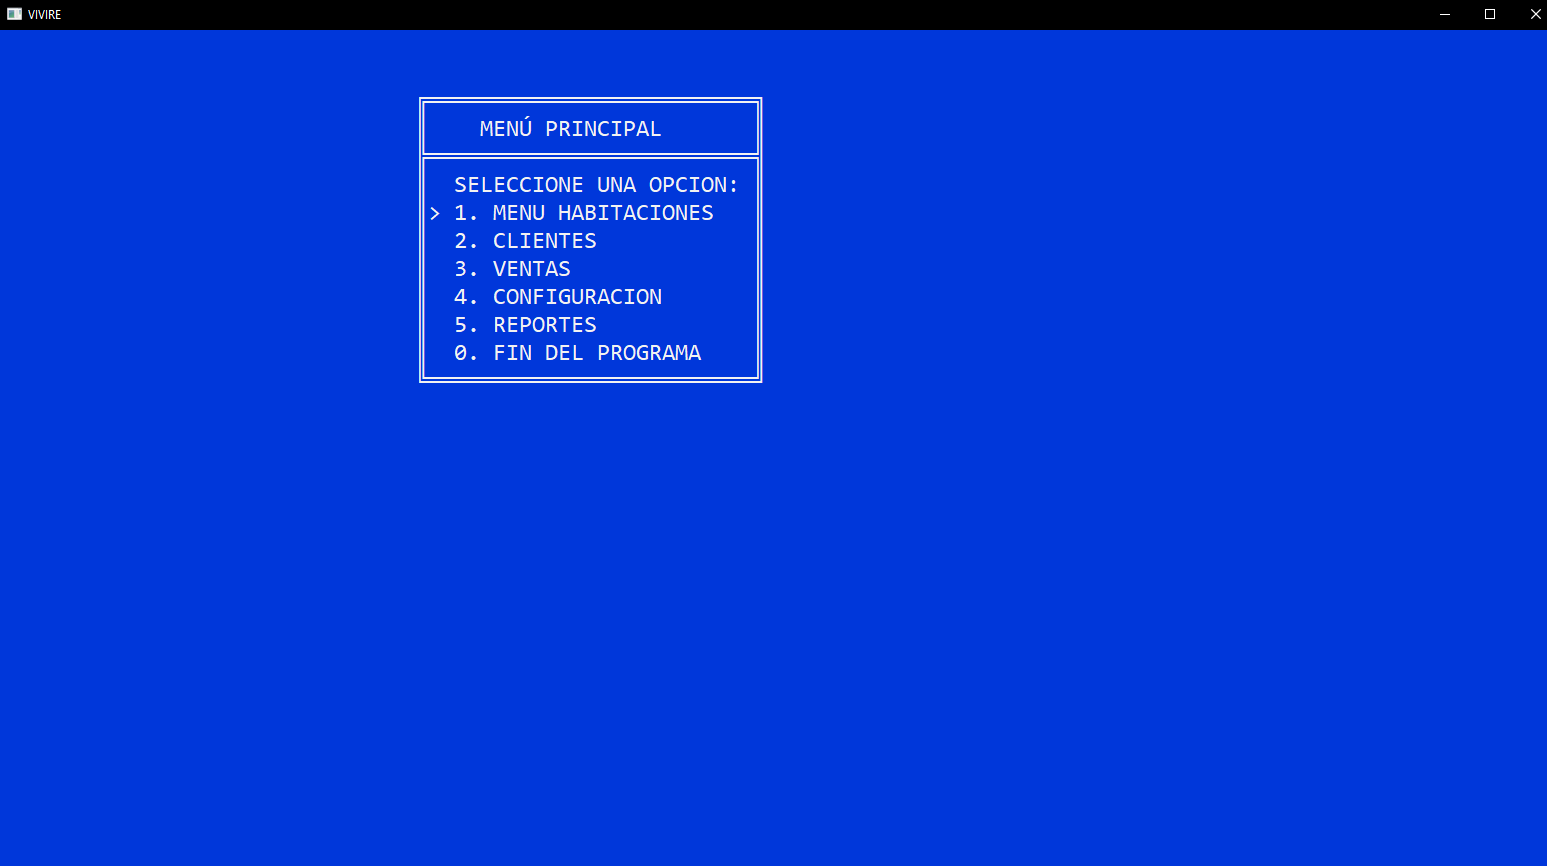 VIVIRE
MENÚ PRINCIPAL
SELECCIONE UNA OPCION:
> 1. MENU HABITACIONES
2. CLIENTES
3. VENTAS
4. CONFIGURACION
5. REPORTES
0. FIN DEL PROGRAMA